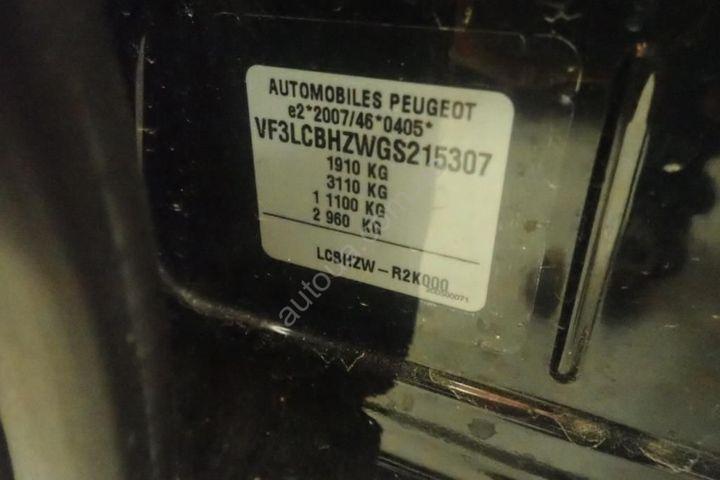 AUTOMOBILES PEUGEOT
e2*2007/46*0405*
VF3LCBHZWGS215307
1910 KG
3110 KG
1 1100 KG
2 960 KG
LCBHZW-R2K000